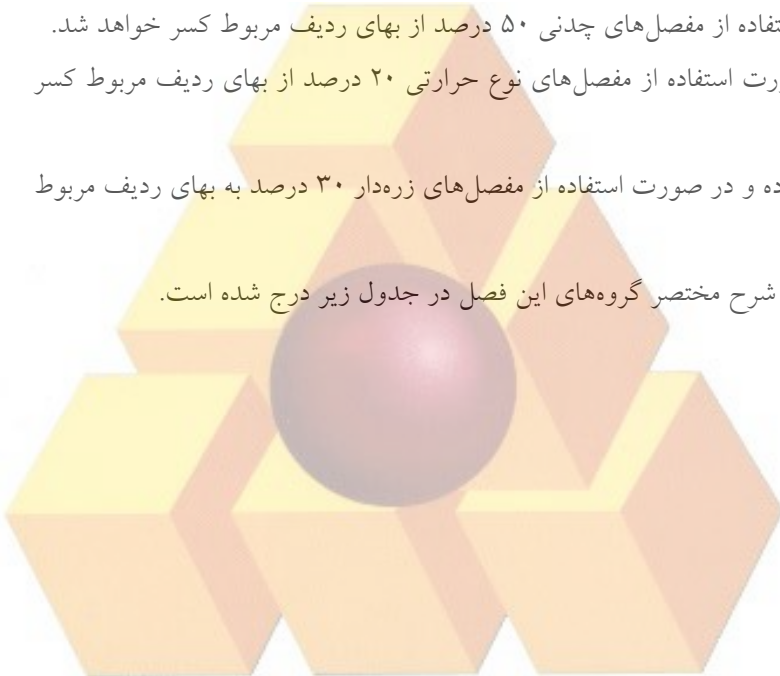 استفاده از مفصل‌های چدنی ۵۰ درصد از بهای ردیف مربوط کسر خواهد شد.
صورت استفاده از مفصل‌های نوع حرارتی ۲۰ درصد از بهای ردیف مربوط کسر
ده و در صورت استفاده از مفصل‌های زره‌دار ۳۰ درصد به بهای ردیف مربوط
شرح مختصر گروه‌های این فصل در جدول زیر درج شده است.